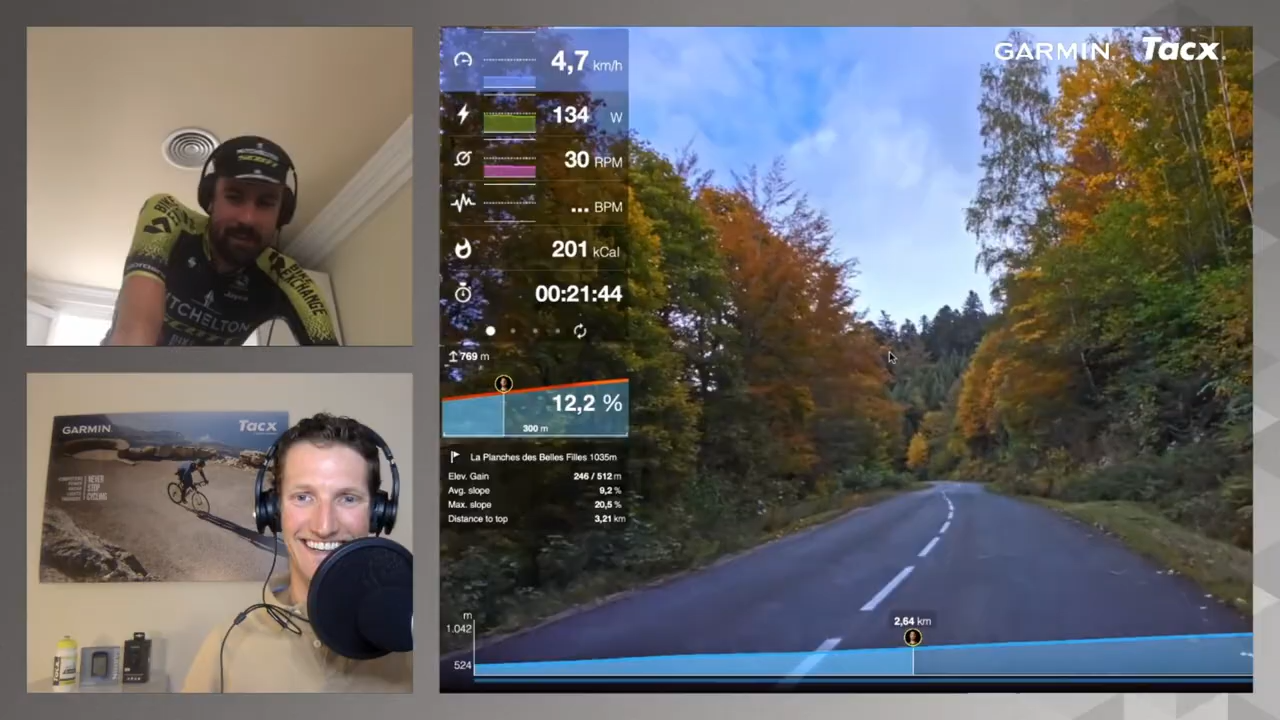 GARMIN
Tacx
4,7 km/h
134 W
30 RPM
... BPM
201 kCal
00:21:44
769 m
12,2 %
300 m
La Planches des Belles Filles 1035m
Elev. Gain 246 / 512 m
Avg. slope 9,2 %
Max. slope 20,5 %
Distance to top 3,21 km
m
1.042
524
2,64 km
SCOTT
BIKE
EXCHANGE
Jayco
MITCHELTON
SCOTT
GARMIN
Tacx
NEVER
STOP
CYCLING